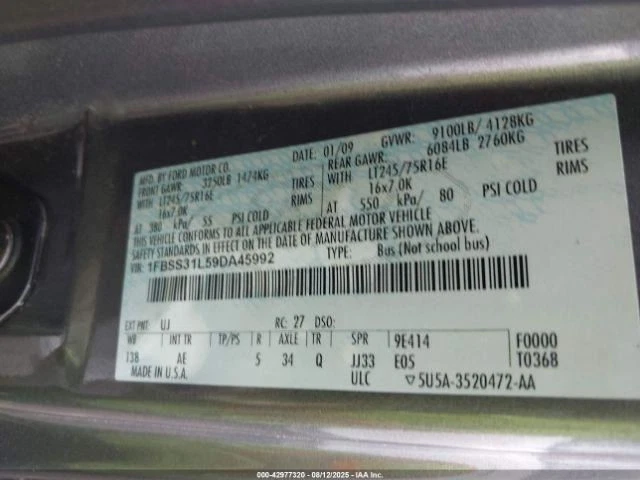 MFD. BY FORD MOTOR CO. DATE: 01/09 GVWR: 9100LB/ 4128KG
FRONT GAWR: 3250LB 1474KG REAR GAWR: 6084LB 2760KG
WITH LT245/75R16E TIRES WITH LT245/75R16E TIRES
16x7.0K RIMS 16x7.0K RIMS
AT 380 kPa/ 55 PSI COLD AT 550 kPa/ 80 PSI COLD
THIS VEHICLE CONFORMS TO ALL APPLICABLE FEDERAL MOTOR VEHICLE
SAFETY STANDARDS IN EFFECT ON THE DATE OF MANUFACTURE SHOWN ABOVE.
VIN: 1FBSS31L59DA45992 TYPE: Bus (Not school bus)
EXT PNT: UJ RC: 27 DSO:
WB INT TR TP/PS R AXLE TR SPR 9E414 F0000
138 AE 5 34 Q JJ33 E05 T0368
MADE IN U.S.A. ULC ▽5U5A-3520472-AA
000-42977320 - 08/12/2025 - IAA Inc.